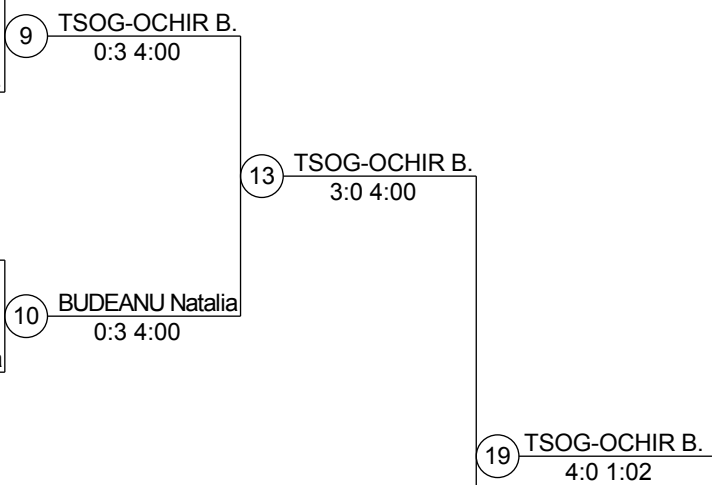 TSOG-OCHIR B.
9
0:3 4:00
TSOG-OCHIR B.
13
3:0 4:00
BUDEANU Natalia
10
0:3 4:00
TSOG-OCHIR B.
19
4:0 1:02